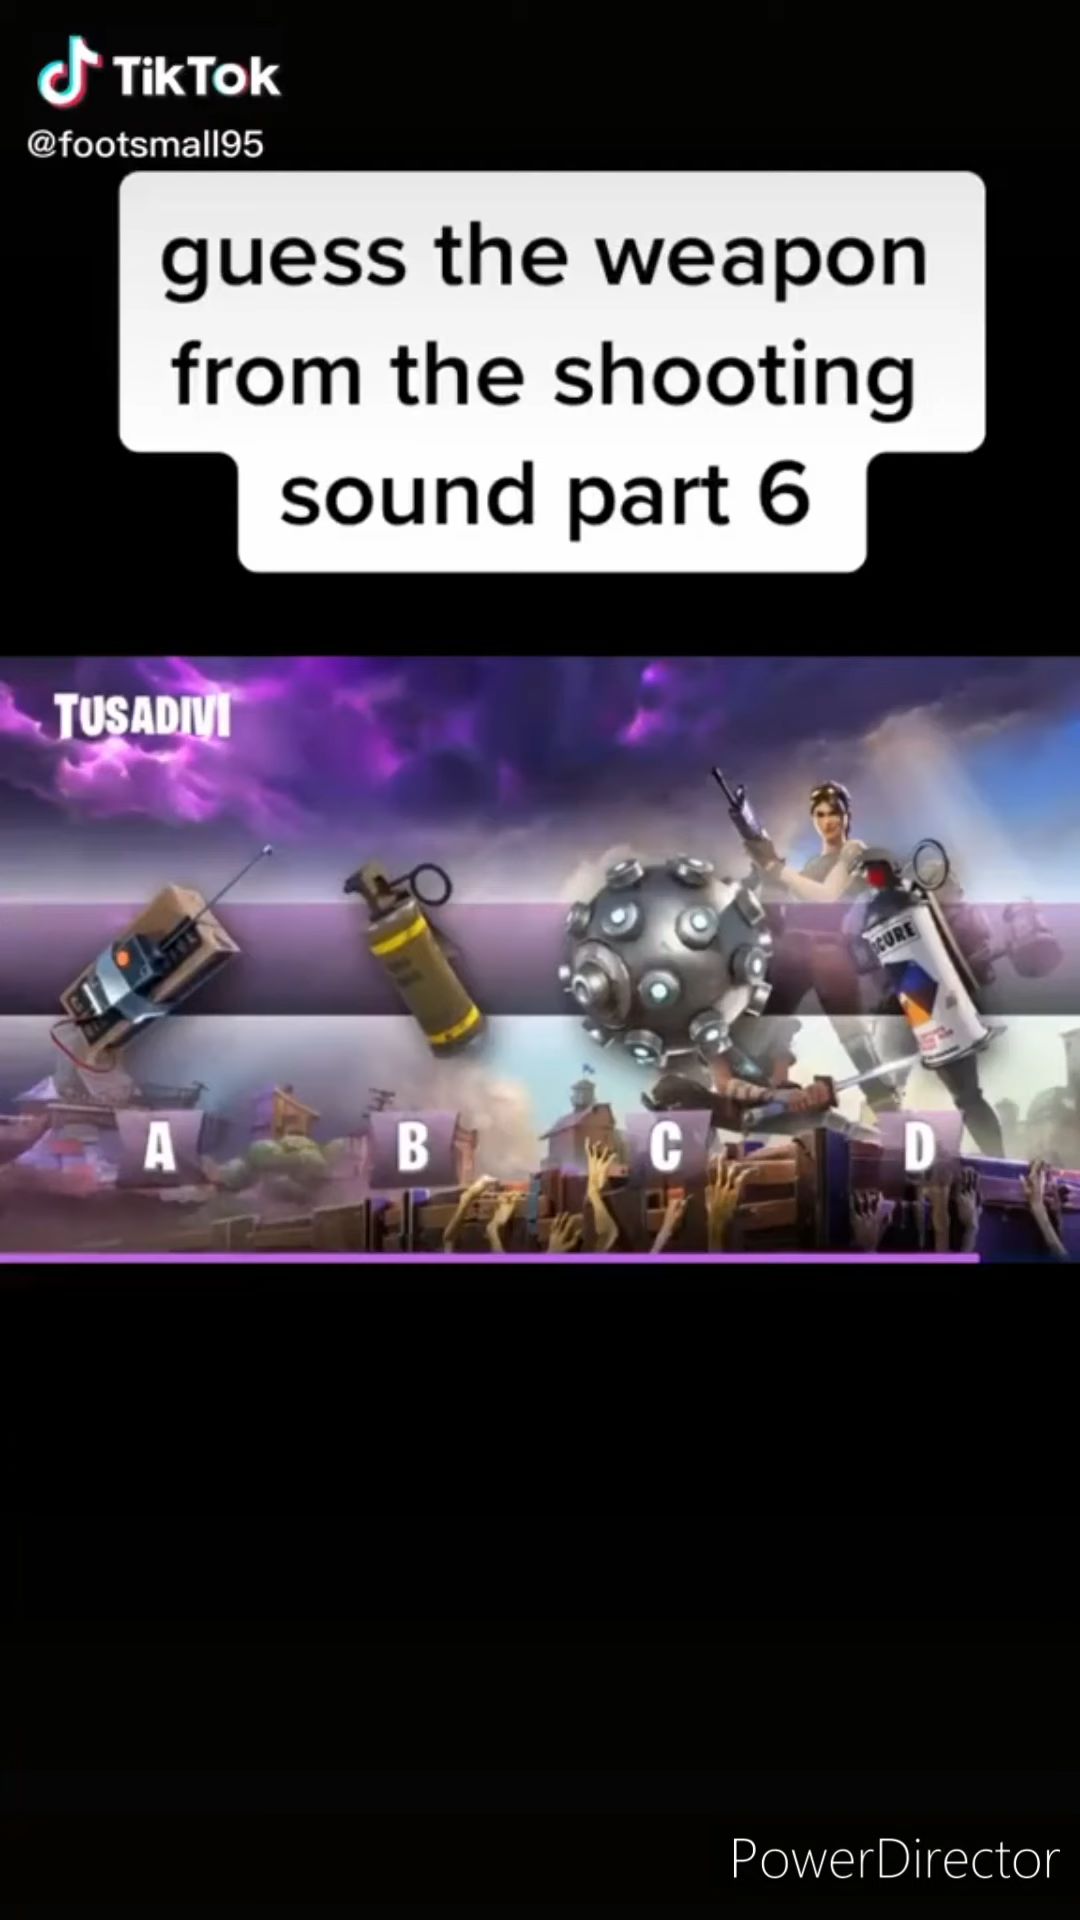 TikTok
@footsmall95
guess the weapon
from the shooting
sound part 6
TUSADIVI
A
B
C
D
PowerDirector